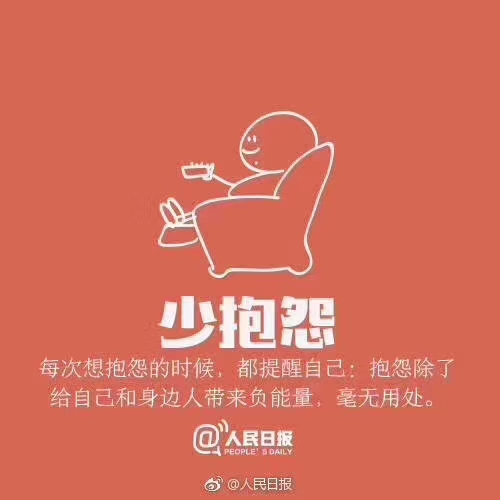 少抱怨
每次想抱怨的时候，都提醒自己：抱怨除了
给自己和身边人带来负能量，毫无用处。
@人民日报
PEOPLE'S DAILY
@人民日报